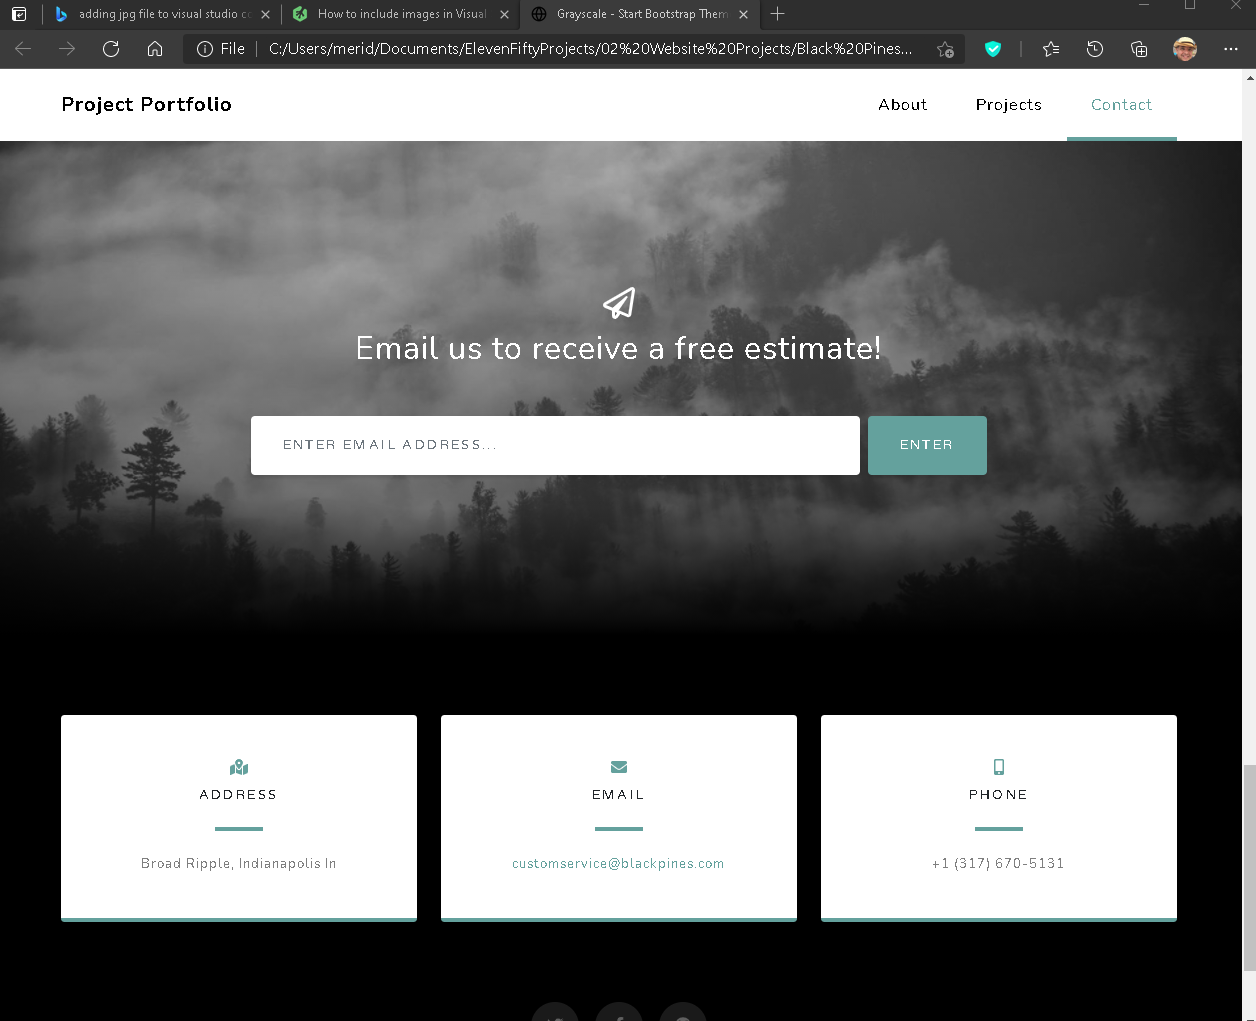 adding jpg file to visual studio co
How to include images in Visual
Grayscale - Start Bootstrap Them
File
C:/Users/merid/Documents/ElevenFiftyProjects/02%20Website%20Projects/Black%20Pines...
Project Portfolio
About
Projects
Contact
Email us to receive a free estimate!
ENTER EMAIL ADDRESS...
ENTER
ADDRESS
Broad Ripple, Indianapolis In
EMAIL
customservice@blackpines.com
PHONE
+1 (317) 670-5131